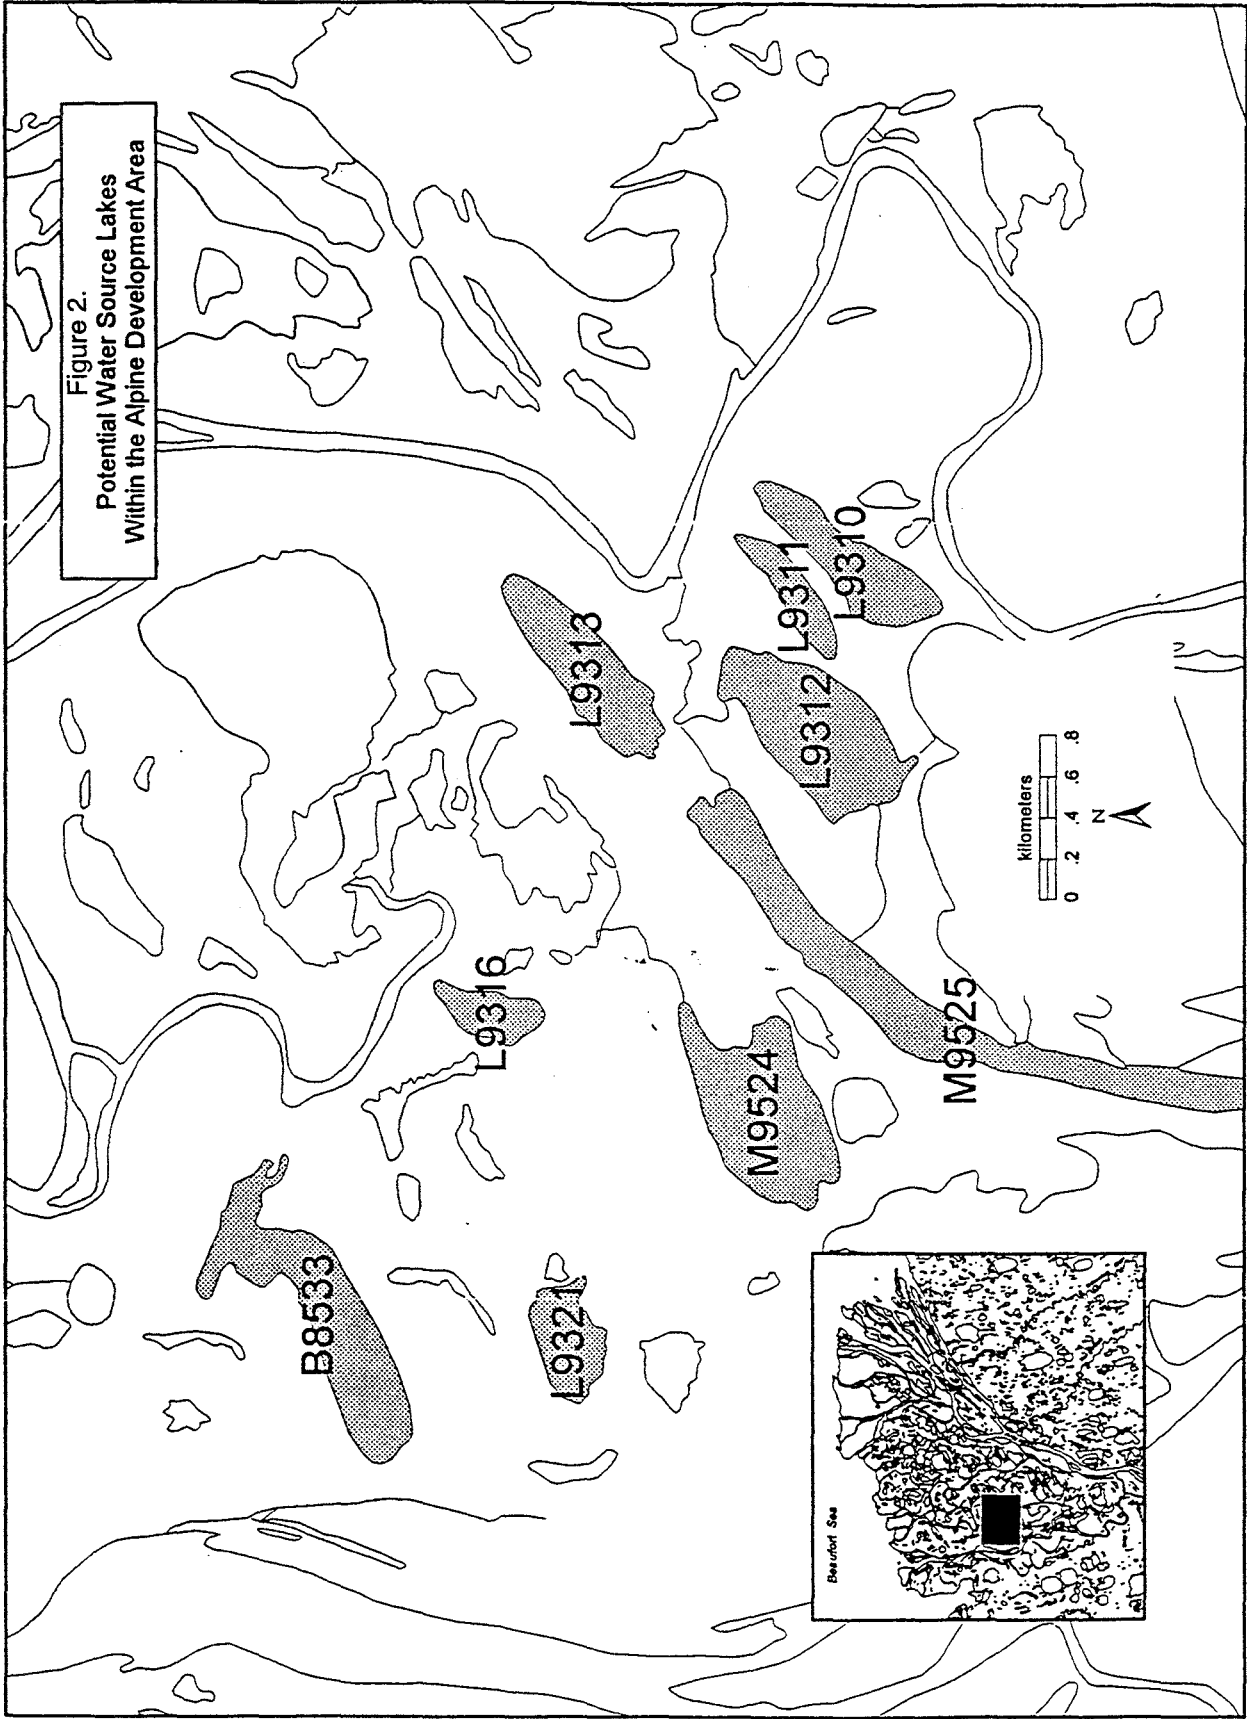 Figure 2.
Potential Water Source Lakes
Within the Alpine Development Area
B8533
L9316
L9321
L9313
M9524
L9311
L9310
L9312
M9525
kilometers
0 .2 .4 .6 .8
N
Beaufort Sea